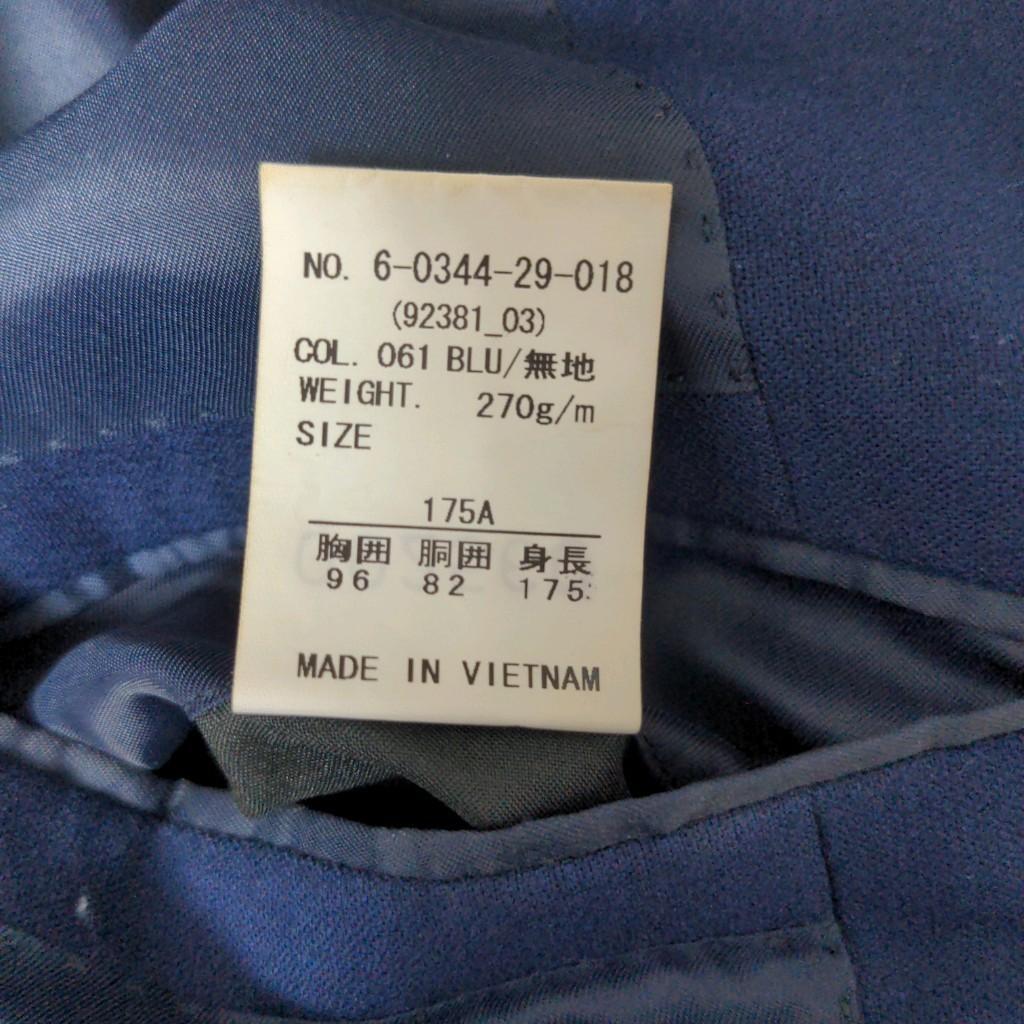 NO. 6-0344-29-018
(92381_03)
COL. 061 BLU/無地
WEIGHT. 270g/m
SIZE
175A
胸囲 胴囲 身長
96 82 175
MADE IN VIETNAM